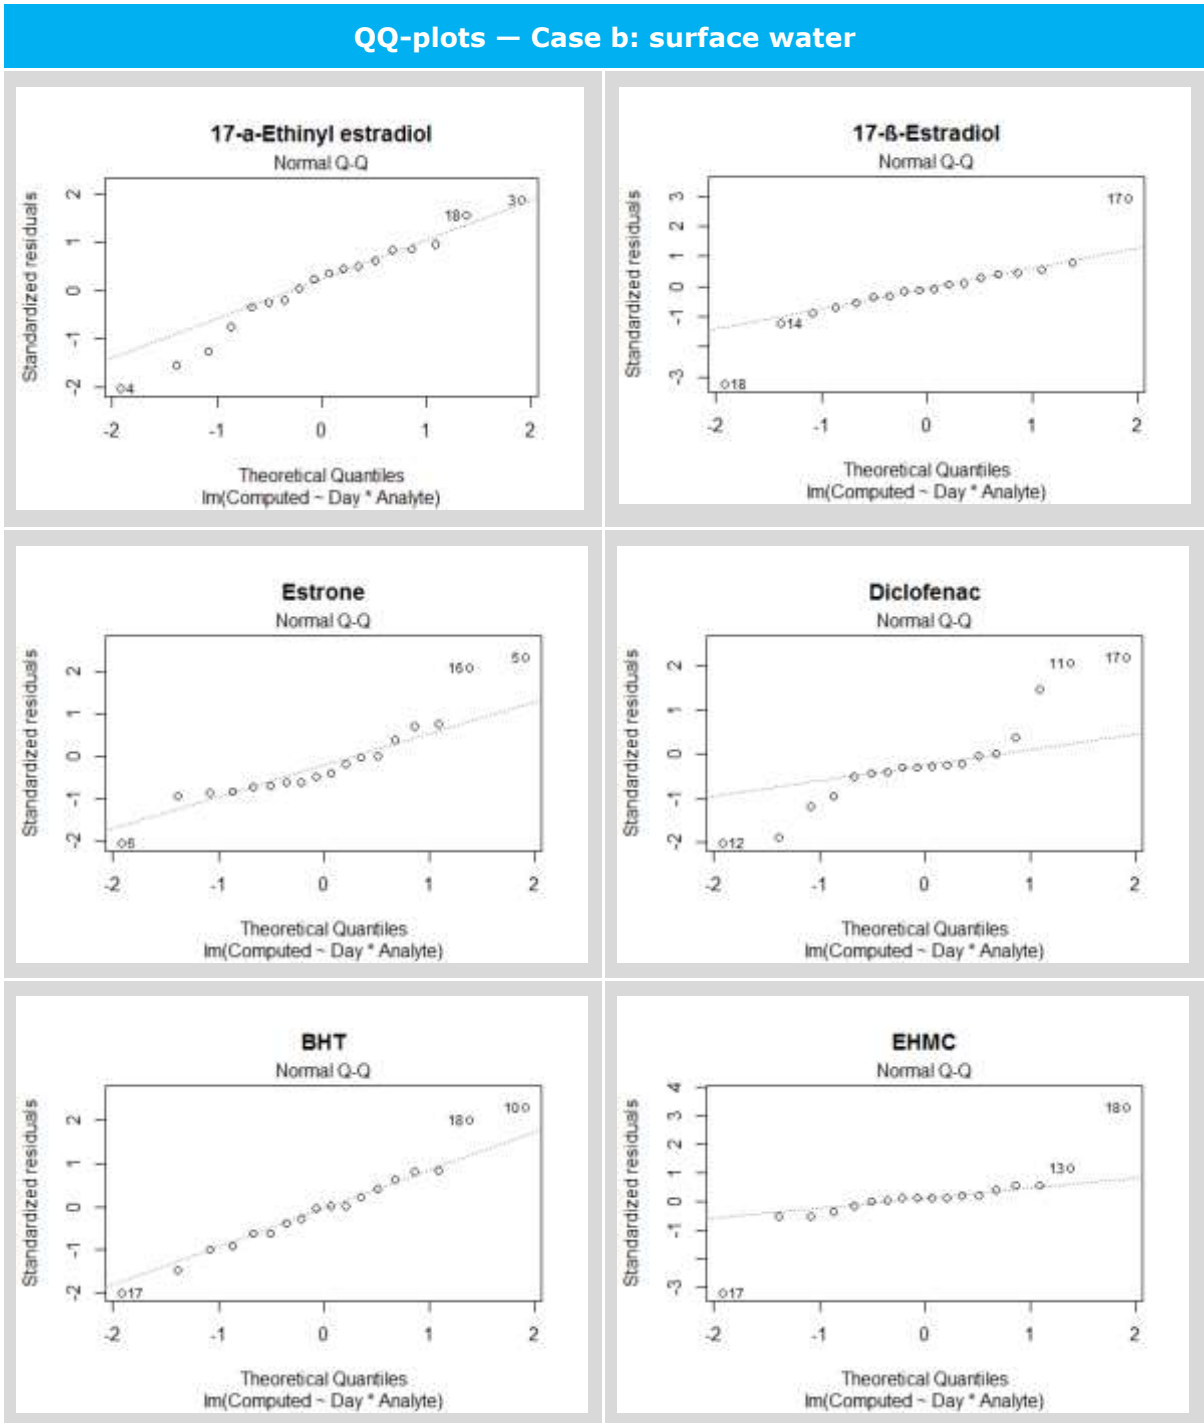 QQ-plots — Case b: surface water
17-a-Ethinyl estradiol
Normal Q-Q
Standardized residuals
2
1
0
-1
-2
3
18
4
-2 -1 0 1 2
Theoretical Quantiles
lm(Computed ~ Day * Analyte)
17-ß-Estradiol
Normal Q-Q
Standardized residuals
3
2
1
0
-1
-3
17
14
18
-2 -1 0 1 2
Theoretical Quantiles
lm(Computed ~ Day * Analyte)
Estrone
Normal Q-Q
Standardized residuals
2
1
0
-1
-2
16 5
6
-2 -1 0 1 2
Theoretical Quantiles
lm(Computed ~ Day * Analyte)
Diclofenac
Normal Q-Q
Standardized residuals
2
1
0
-1
-2
11 17
12
-2 -1 0 1 2
Theoretical Quantiles
lm(Computed ~ Day * Analyte)
BHT
Normal Q-Q
Standardized residuals
2
1
0
-1
-2
10
18
17
-2 -1 0 1 2
Theoretical Quantiles
lm(Computed ~ Day * Analyte)
EHMC
Normal Q-Q
Standardized residuals
4
3
2
1
0
-1
-3
18
13
17
-2 -1 0 1 2
Theoretical Quantiles
lm(Computed ~ Day * Analyte)